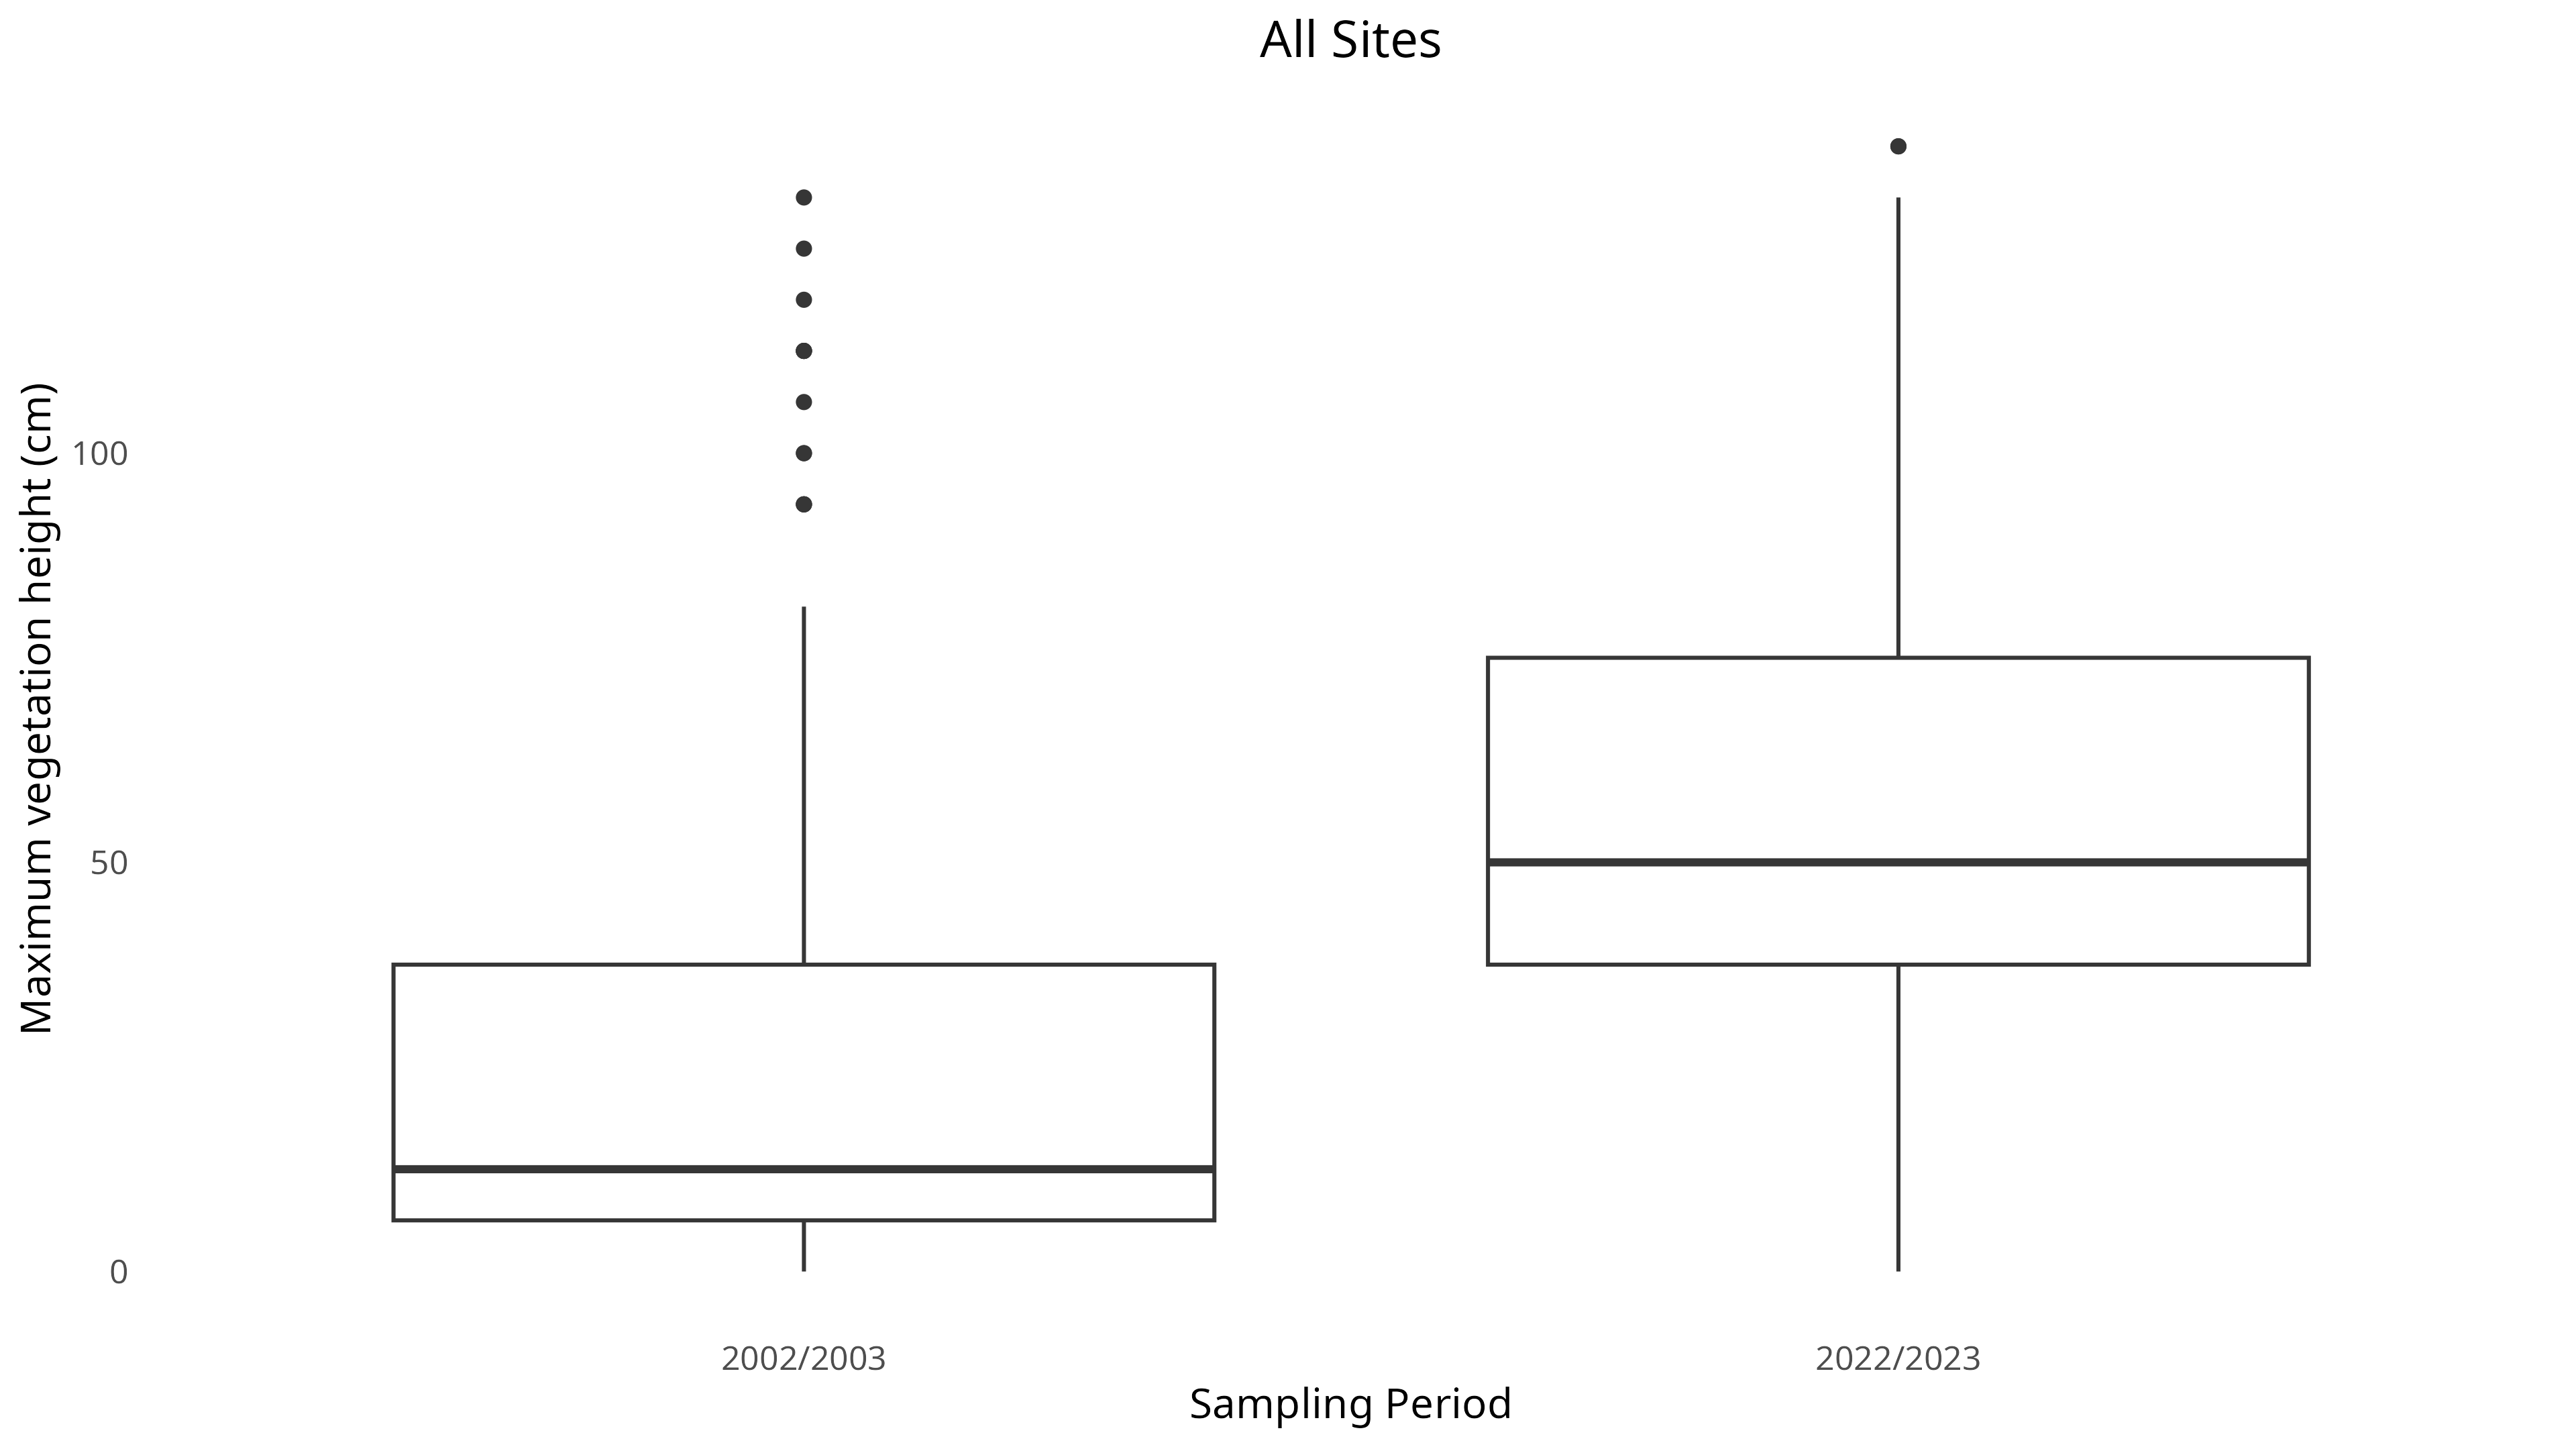 All Sites
Maximum vegetation height (cm)
100
50
0
2002/2003
2022/2023
Sampling Period